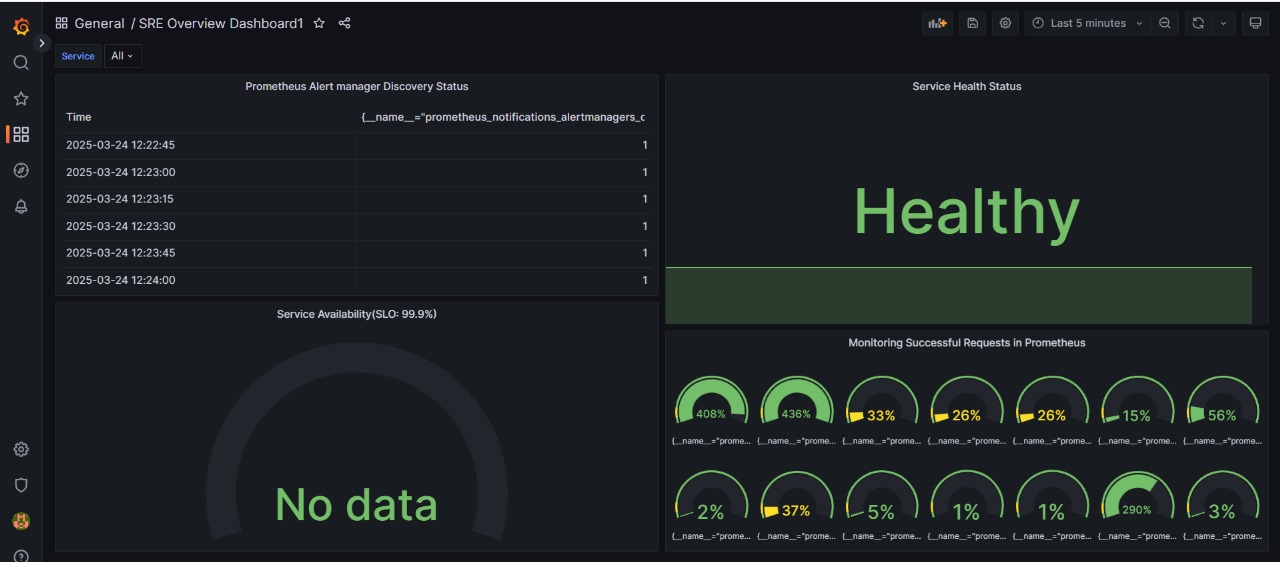 General / SRE Overview Dashboard1
Last 5 minutes
Service All
Prometheus Alert manager Discovery Status
Time {__name__="prometheus_notifications_alertmanagers_c
2025-03-24 12:22:45 1
2025-03-24 12:23:00 1
2025-03-24 12:23:15 1
2025-03-24 12:23:30 1
2025-03-24 12:23:45 1
2025-03-24 12:24:00 1
Service Health Status
Healthy
Service Availability(SLO: 99.9%)
No data
Monitoring Successful Requests in Prometheus
408% 436% 33% 26% 26% 15% 56%
{__name__="prome... {__name__="prome... {__name__="prome... {__name__="prome... {__name__="prome... {__name__="prome... {__name__="prome...
2% 37% 5% 1% 1% 290% 3%
{__name__="prome... {__name__="prome... {__name__="prome... {__name__="prome... {__name__="prome... {__name__="prome... {__name__="prome...